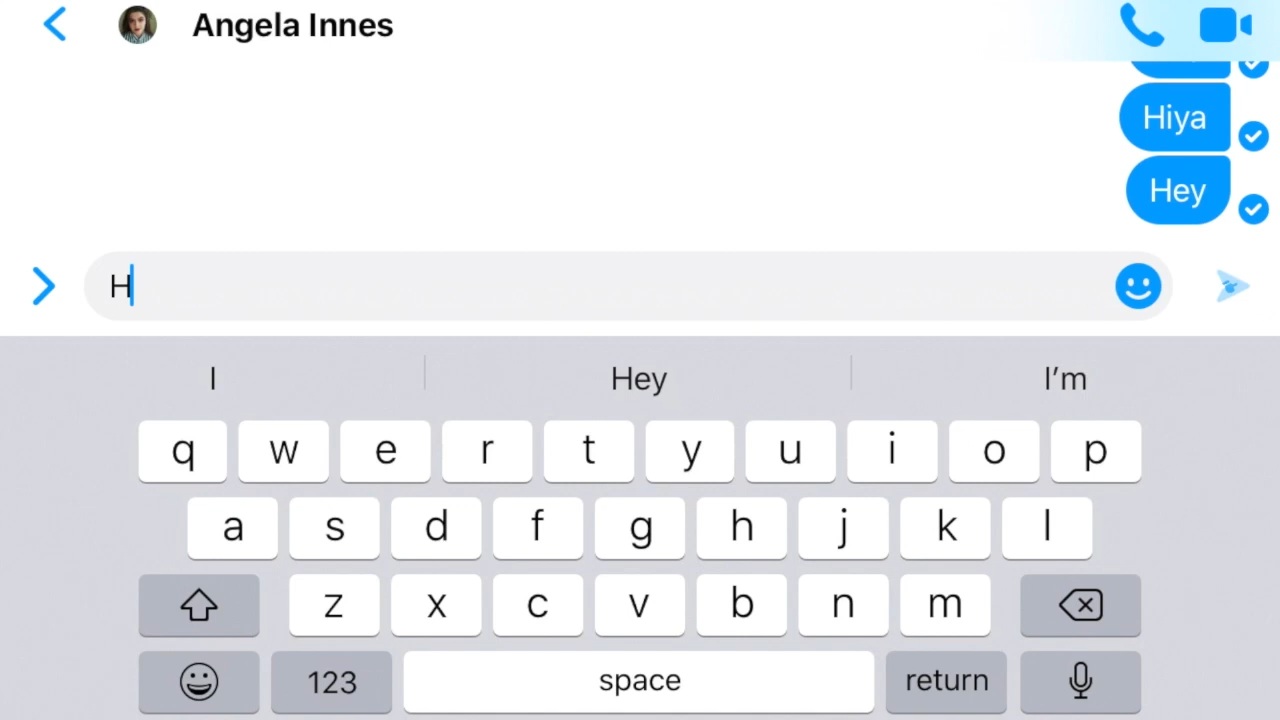 Angela Innes
Hiya
Hey
H
I Hey I’m
q w e r t y u i o p
a s d f g h j k l
z x c v b n m
123 space return